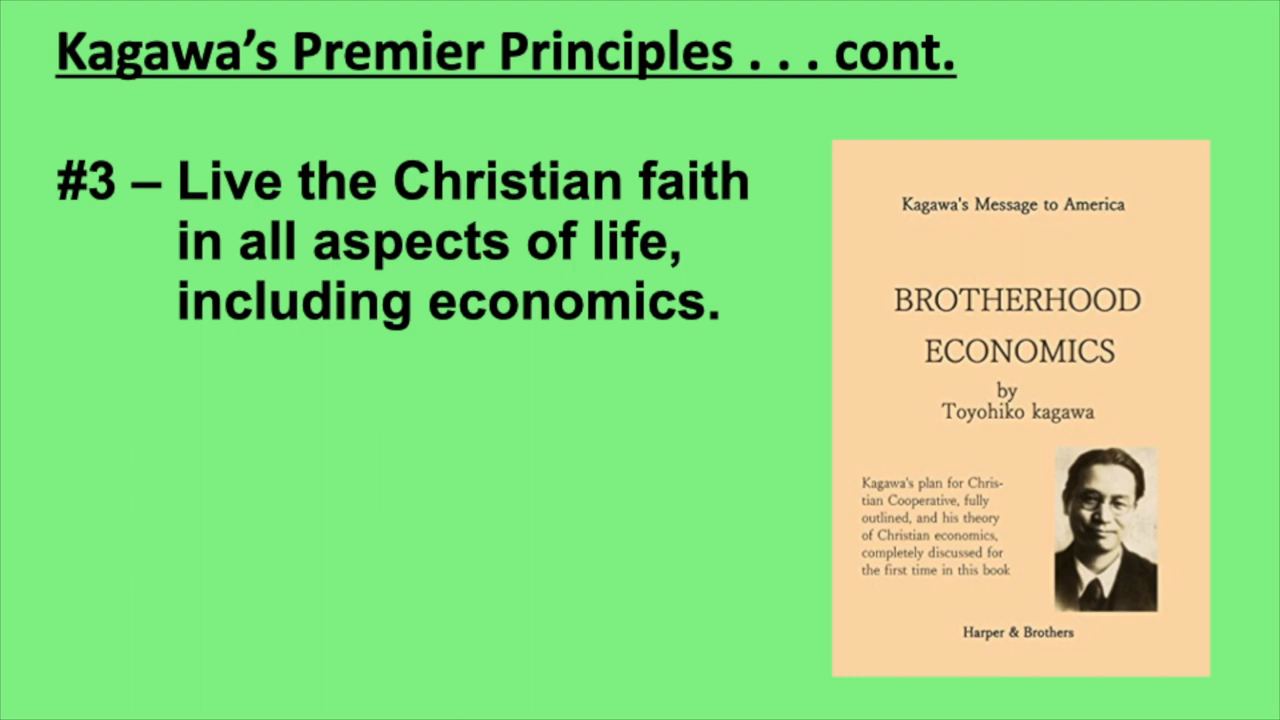 Kagawa’s Premier Principles . . . cont.
#3 – Live the Christian faith
in all aspects of life,
including economics.
Kagawa's Message to America
BROTHERHOOD
ECONOMICS
by
Toyohiko kagawa
Kagawa's plan for Chris-
tian Cooperative, fully
outlined, and his theory
of Christian economics,
completely discussed for
the first time in this book
Harper & Brothers